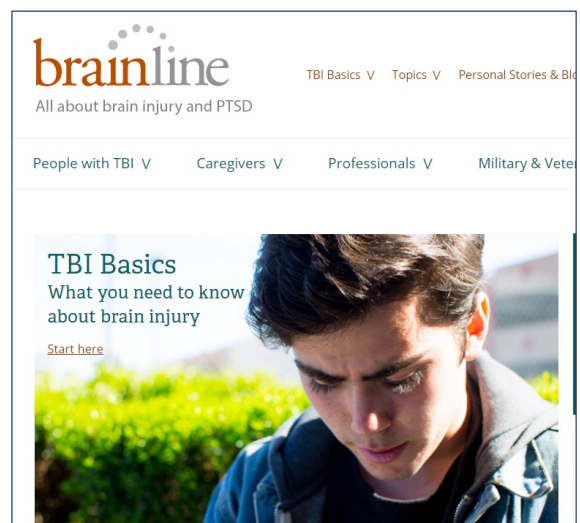 brainline
All about brain injury and PTSD
TBI Basics V Topics V Personal Stories & Blo
People with TBI V Caregivers V Professionals V Military & Veter
TBI Basics
What you need to know
about brain injury
Start here